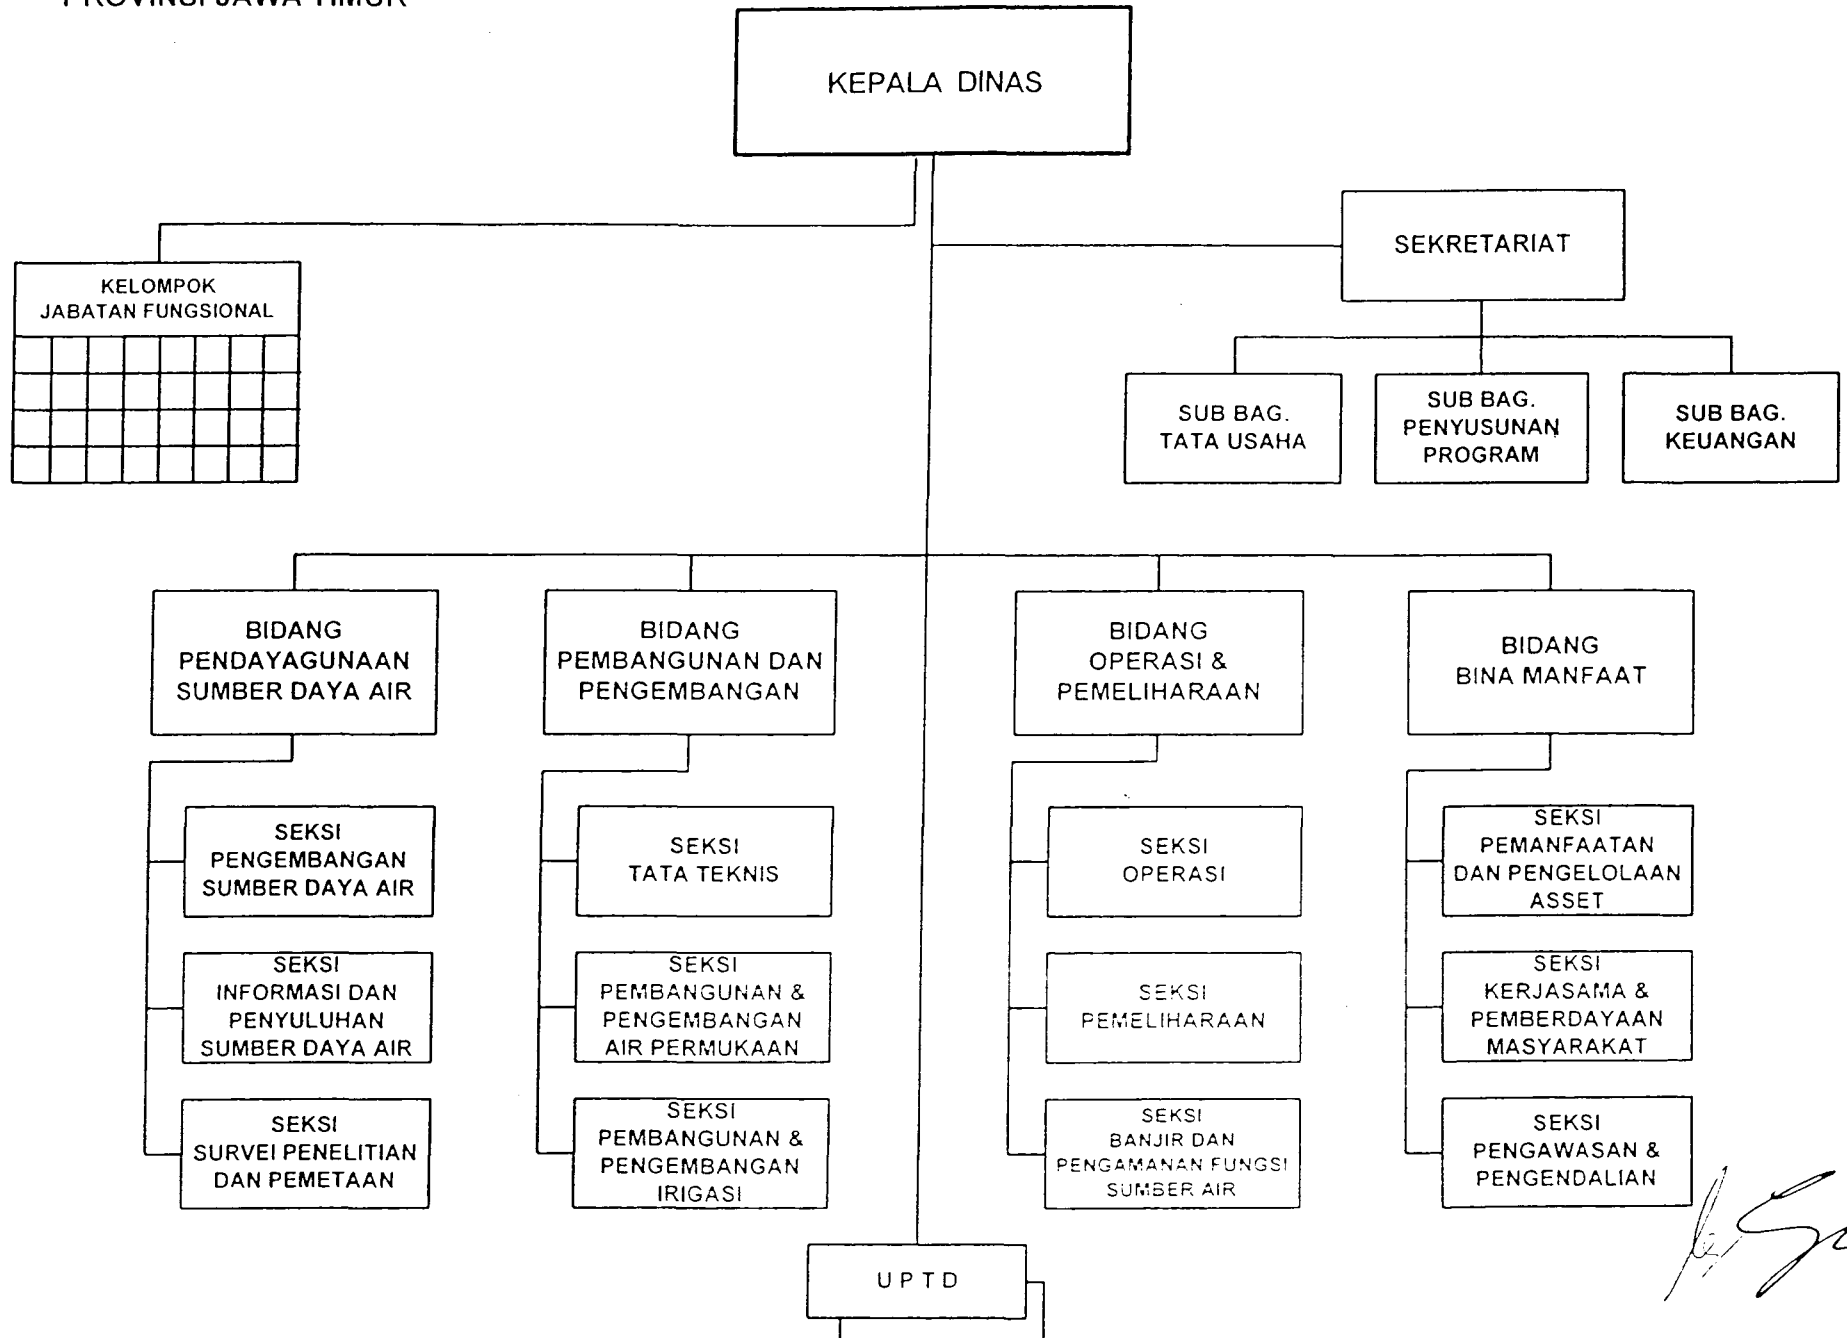 PROVINSI JAWA TIMUR
KEPALA DINAS
SEKRETARIAT
KELOMPOK
JABATAN FUNGSIONAL
SUB BAG.
TATA USAHA
SUB BAG.
PENYUSUNAN
PROGRAM
SUB BAG.
KEUANGAN
BIDANG
PENDAYAGUNAAN
SUMBER DAYA AIR
BIDANG
PEMBANGUNAN DAN
PENGEMBANGAN
BIDANG
OPERASI &
PEMELIHARAAN
BIDANG
BINA MANFAAT
SEKSI
PENGEMBANGAN
SUMBER DAYA AIR
SEKSI
TATA TEKNIS
SEKSI
OPERASI
SEKSI
PEMANFAATAN
DAN PENGELOLAAN
ASSET
SEKSI
INFORMASI DAN
PENYULUHAN
SUMBER DAYA AIR
SEKSI
PEMBANGUNAN &
PENGEMBANGAN
AIR PERMUKAAN
SEKSI
PEMELIHARAAN
SEKSI
KERJASAMA &
PEMBERDAYAAN
MASYARAKAT
SEKSI
SURVEI PENELITIAN
DAN PEMETAAN
SEKSI
PEMBANGUNAN &
PENGEMBANGAN
IRIGASI
SEKSI
BANJIR DAN
PENGAMANAN FUNGSI
SUMBER AIR
SEKSI
PENGAWASAN &
PENGENDALIAN
U P T D